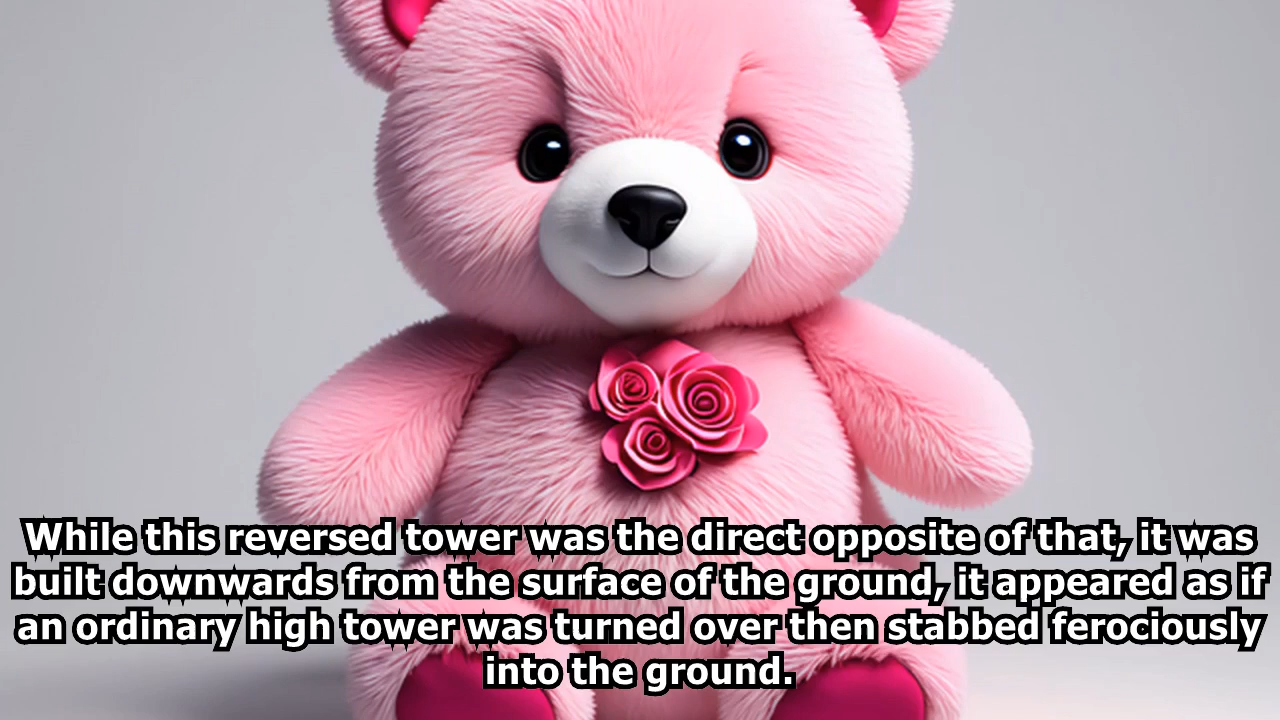 While this reversed tower was the direct opposite of that, it was
built downwards from the surface of the ground, it appeared as if
an ordinary high tower was turned over then stabbed ferociously
into the ground.